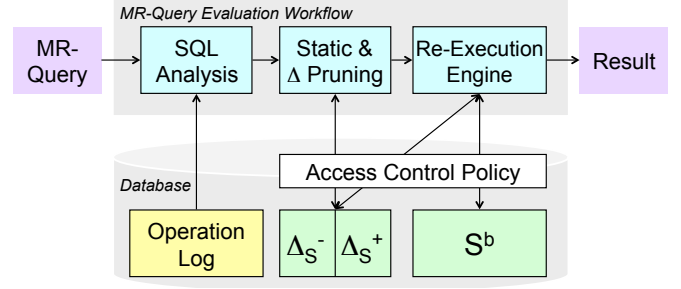 MR-Query Evaluation Workflow
MR-
Query
SQL
Analysis
Static &
Δ Pruning
Re-Execution
Engine
Result
Access Control Policy
Database
Operation
Log
ΔS-
ΔS+
Sb